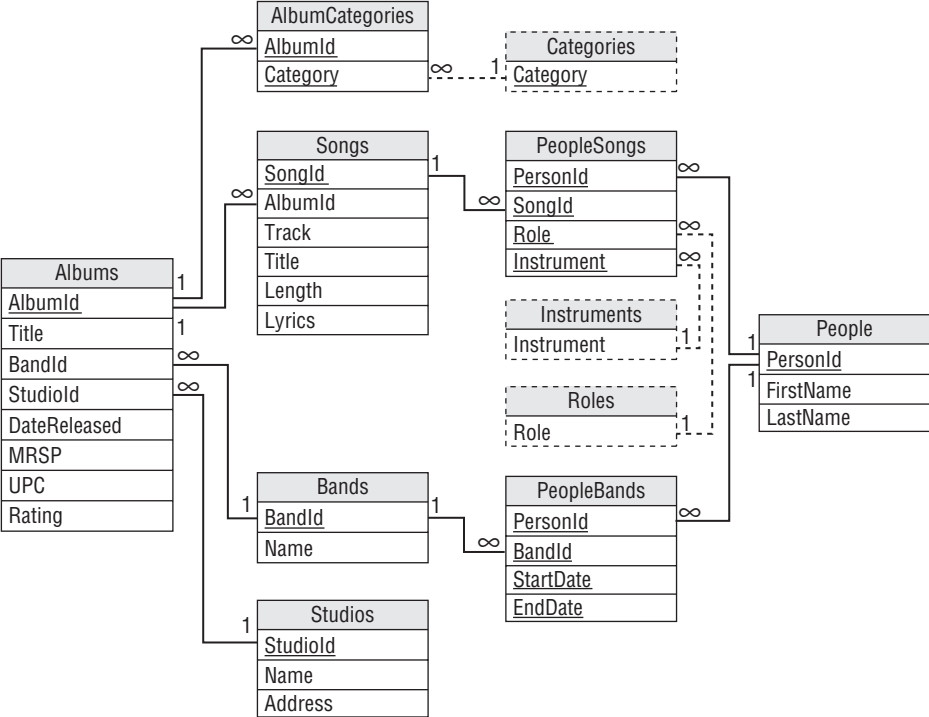 AlbumCategories
∞ AlbumId
Category ∞
1 Categories
Category
Songs
SongId 1
∞ AlbumId
Track
Title
Length
Lyrics
PeopleSongs
PersonId ∞
∞ SongId
Role ∞
Instrument ∞
Albums
AlbumId 1
Title 1
BandId ∞
StudioId ∞
DateReleased
MRSP
UPC
Rating
Instruments
Instrument 1
Roles
Role 1
People
1 PersonId
1 FirstName
LastName
Bands
1 BandId 1
Name
PeopleBands
PersonId ∞
∞ BandId
StartDate
EndDate
Studios
1 StudioId
Name
Address